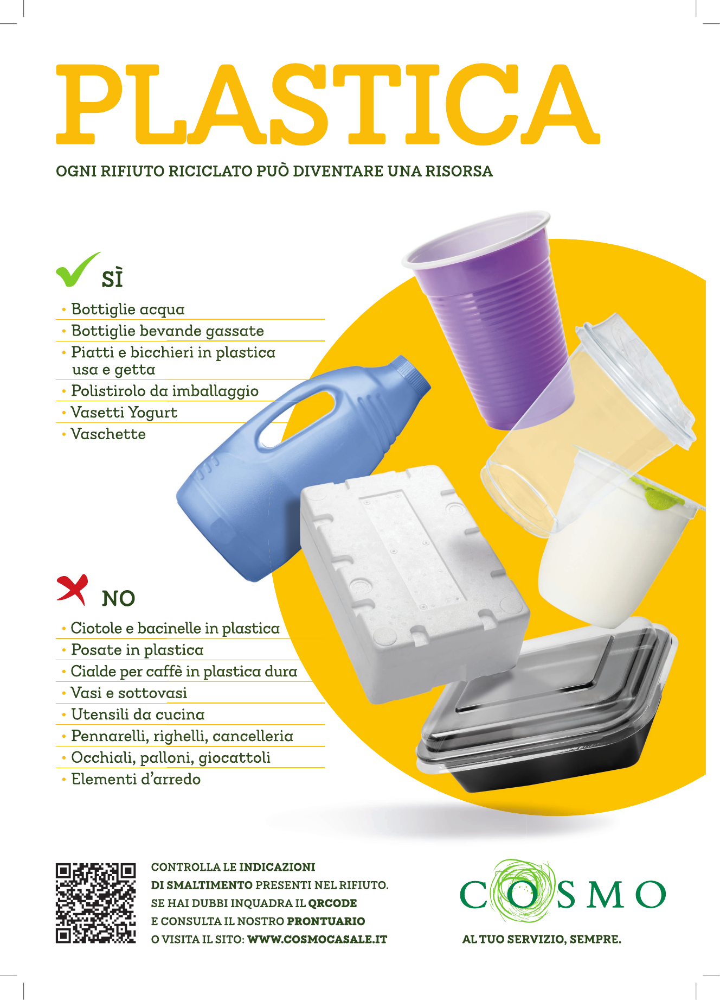 PLASTICA
OGNI RIFIUTO RICICLATO PUÒ DIVENTARE UNA RISORSA
SÌ
• Bottiglie acqua
• Bottiglie bevande gassate
• Piatti e bicchieri in plastica
usa e getta
• Polistirolo da imballaggio
• Vasetti Yogurt
• Vaschette
NO
• Ciotole e bacinelle in plastica
• Posate in plastica
• Cialde per caffè in plastica dura
• Vasi e sottovasi
• Utensili da cucina
• Pennarelli, righelli, cancelleria
• Occhiali, palloni, giocattoli
• Elementi d'arredo
CONTROLLA LE INDICAZIONI
DI SMALTIMENTO PRESENTI NEL RIFIUTO.
SE HAI DUBBI INQUADRA IL QRCODE
E CONSULTA IL NOSTRO PRONTUARIO
O VISITA IL SITO: WWW.COSMOCASALE.IT
COSMO
AL TUO SERVIZIO, SEMPRE.